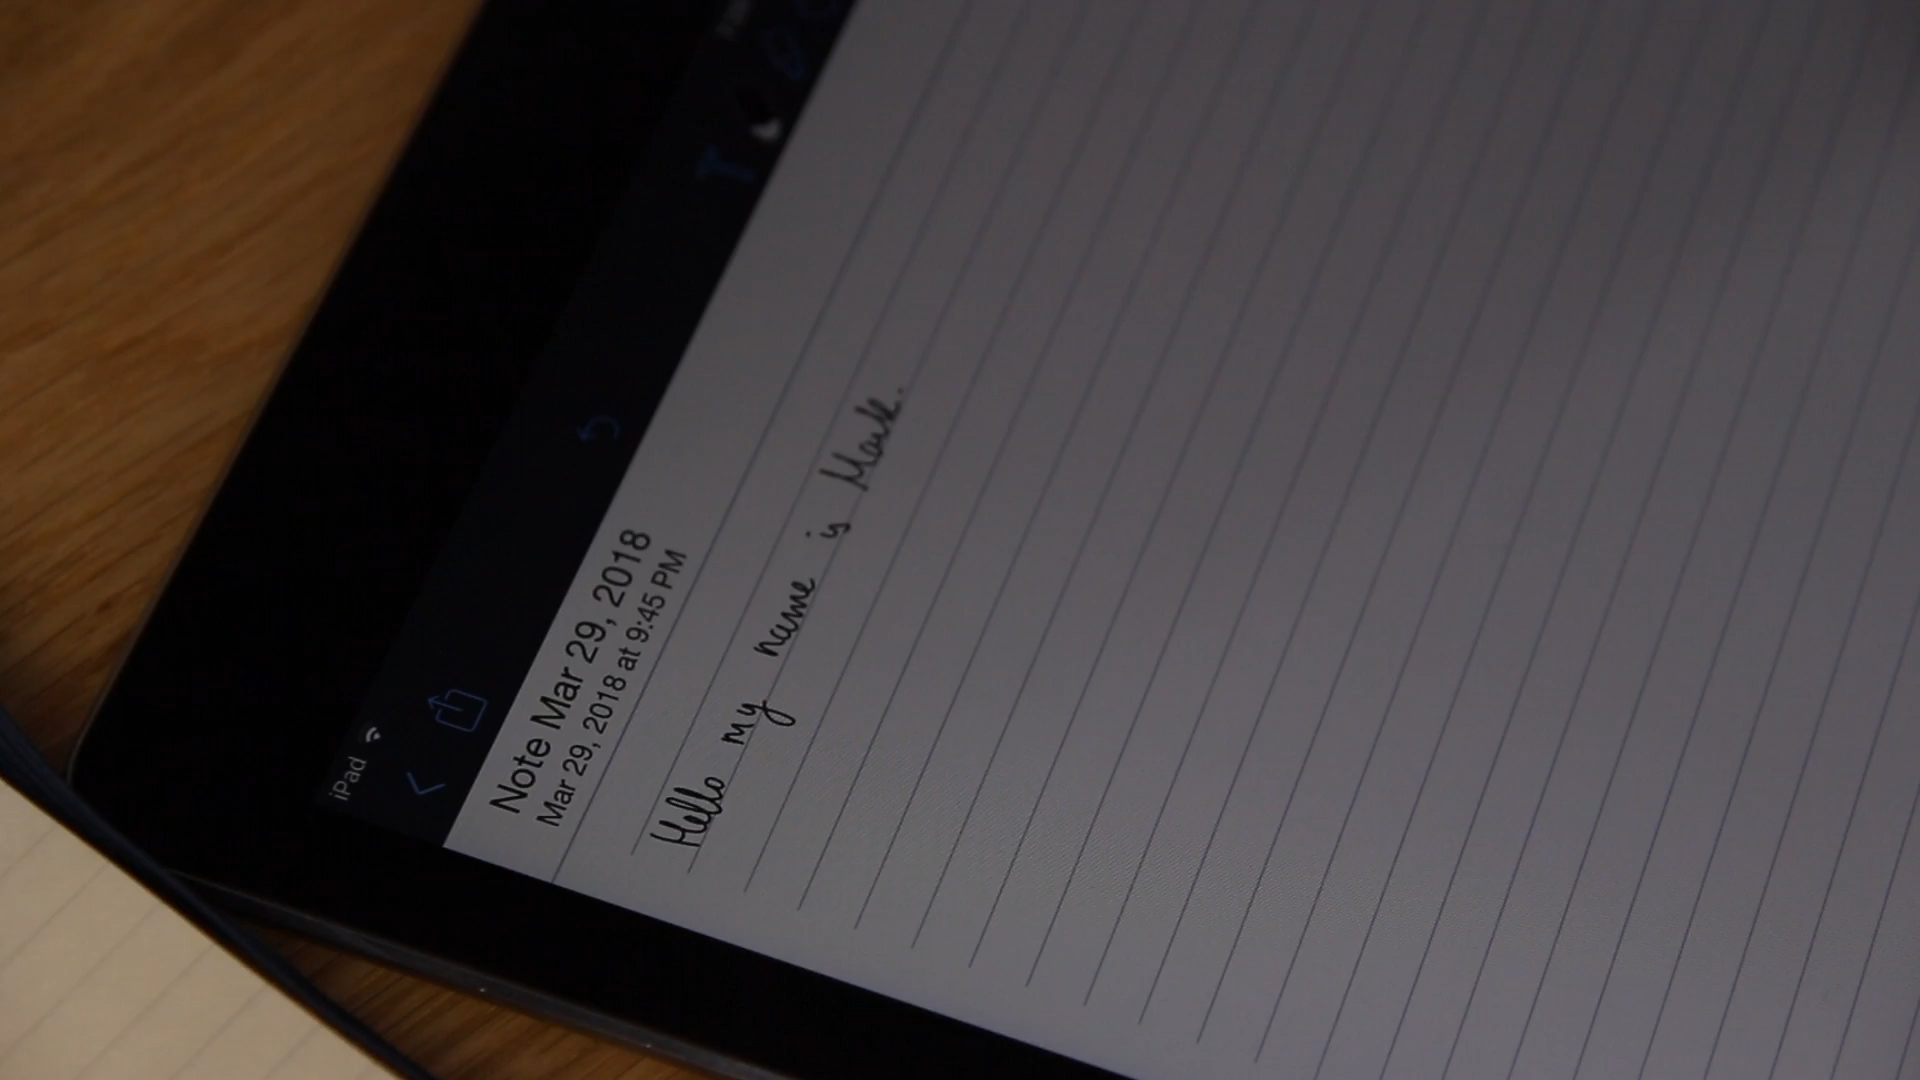 iPad
Note Mar 29, 2018
Mar 29, 2018 at 9:45 PM
Hello my name is Mark.